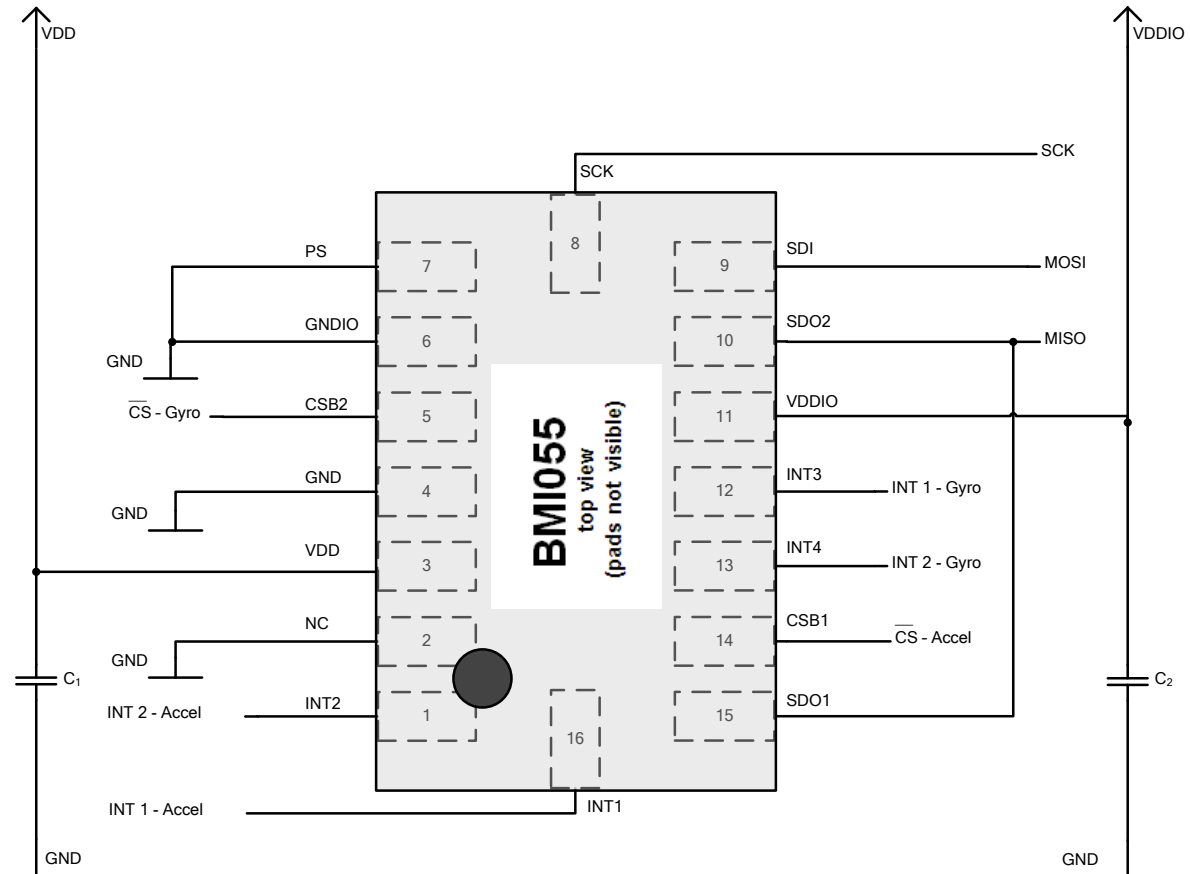 VDD
VDDIO
SCK
SCK
PS
7
8
9
SDI
MOSI
GNDIO
6
10
SDO2
MISO
GND
C̅S̅ - Gyro
CSB2
5
11
VDDIO
BMI055
top view
(pads not visible)
GND
GND
4
12
INT3
INT 1 - Gyro
VDD
3
13
INT4
INT 2 - Gyro
NC
GND
2
14
CSB1
C̅S̅ - Accel
C₁
C₂
INT 2 - Accel
INT2
1
16
15
SDO1
INT 1 - Accel
INT1
GND
GND